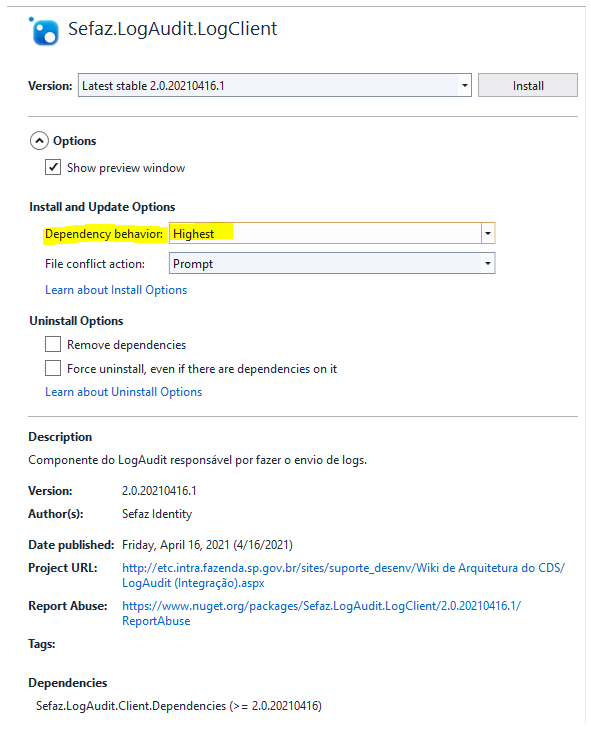 Sefaz.LogAudit.LogClient
Version: Latest stable 2.0.20210416.1 Install
Options
Show preview window
Install and Update Options
Dependency behavior: Highest
File conflict action: Prompt
Learn about Install Options
Uninstall Options
Remove dependencies
Force uninstall, even if there are dependencies on it
Learn about Uninstall Options
Description
Componente do LogAudit responsável por fazer o envio de logs.
Version: 2.0.20210416.1
Author(s): Sefaz Identity
Date published: Friday, April 16, 2021 (4/16/2021)
Project URL: http://etc.intra.fazenda.sp.gov.br/sites/suporte_desenv/Wiki de Arquitetura do CDS/
LogAudit (Integração).aspx
Report Abuse: https://www.nuget.org/packages/Sefaz.LogAudit.LogClient/2.0.20210416.1/
ReportAbuse
Tags:
Dependencies
Sefaz.LogAudit.Client.Dependencies (>= 2.0.20210416)